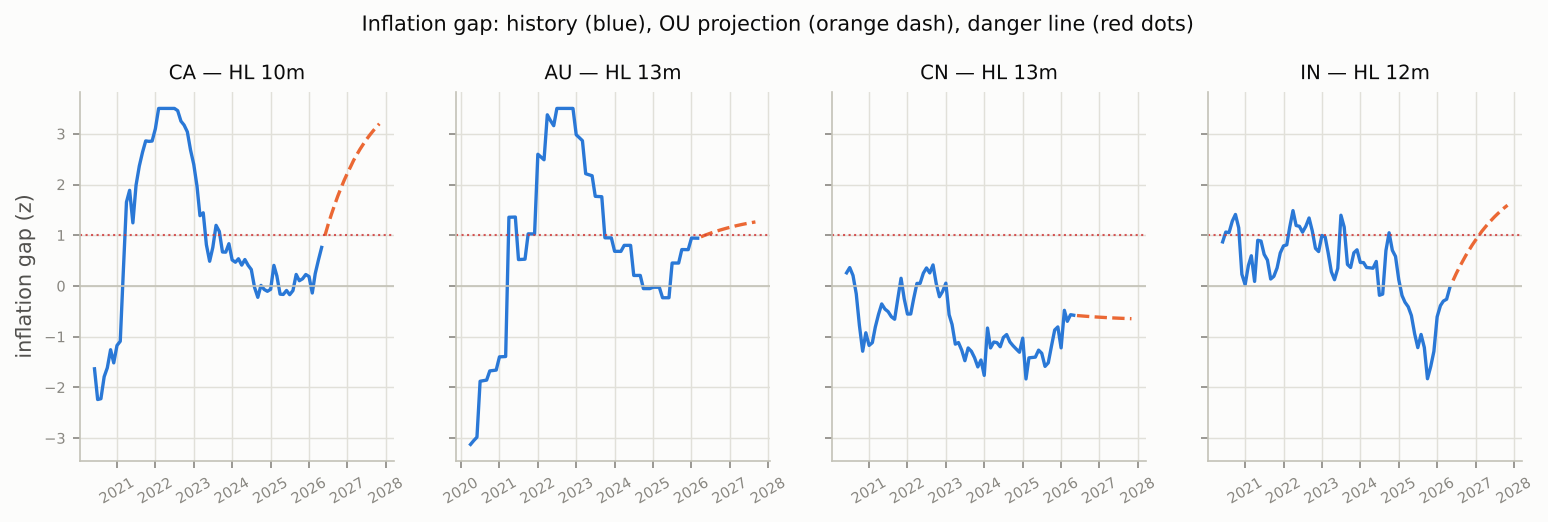 Inflation gap: history (blue), OU projection (orange dash), danger line (red dots)
CA — HL 10m
AU — HL 13m
CN — HL 13m
IN — HL 12m
inflation gap (z)
3
2
1
0
−1
−2
−3
2021 2022 2023 2024 2025 2026 2027 2028
2020 2021 2022 2023 2024 2025 2026 2027 2028
2021 2022 2023 2024 2025 2026 2027 2028
2021 2022 2023 2024 2025 2026 2027 2028